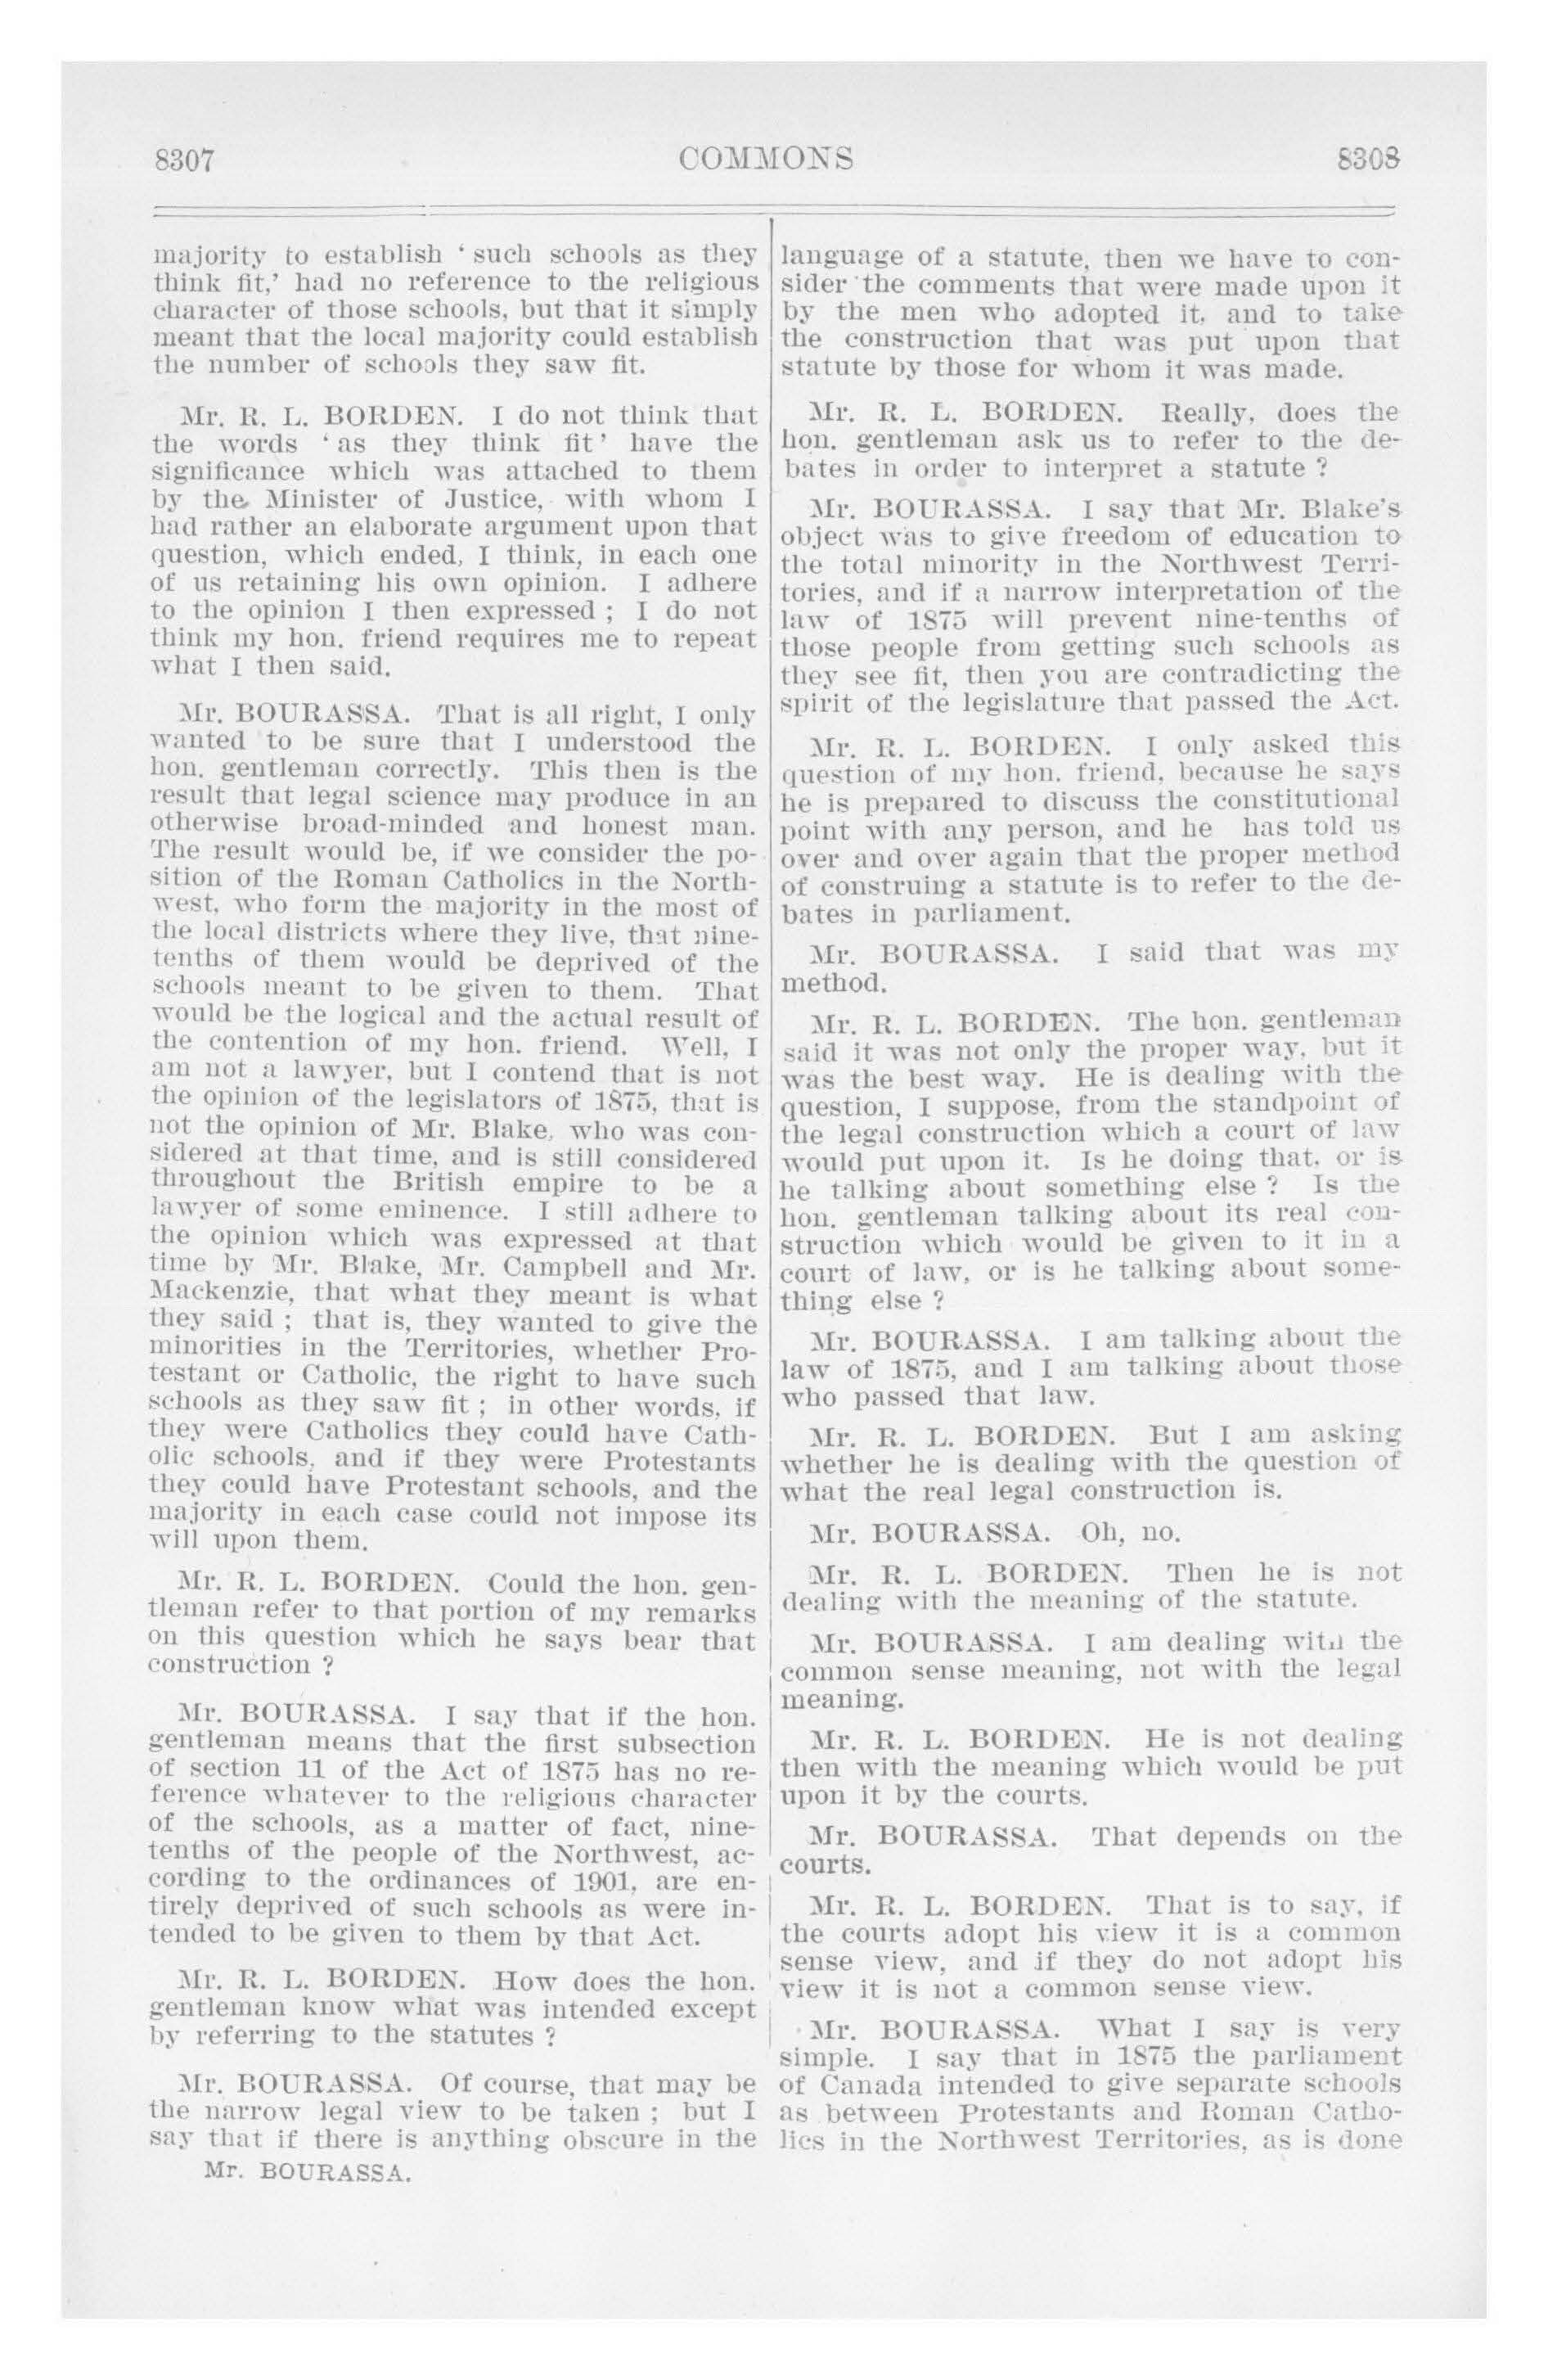 8307
COMMONS
8308
majority to establish ‘ such schools as they
think fit,’ had no reference to the religious
character of those schools, but that it simply
meant that the local majority could establish
the number of schools they saw fit.
Mr. R. L. BORDEN. I do not think that
the words ‘ as they think fit ’ have the
significance which was attached to them
by the Minister of Justice, with whom I
had rather an elaborate argument upon that
question, which ended, I think, in each one
of us retaining his own opinion. I adhere
to the opinion I then expressed ; I do not
think my hon. friend requires me to repeat
what I then said.
Mr. BOURASSA. That is all right, I only
wanted to be sure that I understood the
hon. gentleman correctly. This then is the
result that legal science may produce in an
otherwise broad-minded and honest man.
The result would be, if we consider the po-
sition of the Roman Catholics in the North-
west, who form the majority in the most of
the local districts where they live, that nine-
tenths of them would be deprived of the
schools meant to be given to them. That
would be the logical and the actual result of
the contention of my hon. friend. Well, I
am not a lawyer, but I contend that is not
the opinion of the legislators of 1875, that is
not the opinion of Mr. Blake, who was con-
sidered at that time, and is still considered
throughout the British empire to be a
lawyer of some eminence. I still adhere to
the opinion which was expressed at that
time by Mr. Blake, Mr. Campbell and Mr.
Mackenzie, that what they meant is what
they said ; that is, they wanted to give the
minorities in the Territories, whether Pro-
testant or Catholic, the right to have such
schools as they saw fit ; in other words, if
they were Catholics they could have Cath-
olic schools, and if they were Protestants
they could have Protestant schools, and the
majority in each case could not impose its
will upon them.
Mr. R. L. BORDEN. Could the hon. gen-
tleman refer to that portion of my remarks
on this question which he says bear that
construction ?
Mr. BOURASSA. I say that if the hon.
gentleman means that the first subsection
of section 11 of the Act of 1875 has no re-
ference whatever to the religious character
of the schools, as a matter of fact, nine-
tenths of the people of the Northwest, ac-
cording to the ordinances of 1901, are en-
tirely deprived of such schools as were in-
tended to be given to them by that Act.
Mr. R. L. BORDEN. How does the hon.
gentleman know what was intended except
by referring to the statutes ?
Mr. BOURASSA. Of course, that may be
the narrow legal view to be taken ; but I
say that if there is anything obscure in the
Mr. BOURASSA.
language of a statute, then we have to con-
sider the comments that were made upon it
by the men who adopted it, and to take
the construction that was put upon that
statute by those for whom it was made.
Mr. R. L. BORDEN. Really, does the
hon. gentleman ask us to refer to the de-
bates in order to interpret a statute ?
Mr. BOURASSA. I say that Mr. Blake's
object was to give freedom of education to
the total minority in the Northwest Terri-
tories, and if a narrow interpretation of the
law of 1875 will prevent nine-tenths of
those people from getting such schools as
they see fit, then you are contradicting the
spirit of the legislature that passed the Act.
Mr. R. L. BORDEN. I only asked this
question of my hon. friend, because he says
he is prepared to discuss the constitutional
point with any person, and he has told us
over and over again that the proper method
of construing a statute is to refer to the de-
bates in parliament.
Mr. BOURASSA. I said that was my
method.
Mr. R. L. BORDEN. The hon. gentleman
said it was not only the proper way, but it
was the best way. He is dealing with the
question, I suppose, from the standpoint of
the legal construction which a court of law
would put upon it. Is he doing that, or is
he talking about something else ? Is the
hon. gentleman talking about its real con-
struction which would be given to it in a
court of law, or is he talking about some-
thing else ?
Mr. BOURASSA. I am talking about the
law of 1875, and I am talking about those
who passed that law.
Mr. R. L. BORDEN. But I am asking
whether he is dealing with the question of
what the real legal construction is.
Mr. BOURASSA. Oh, no.
Mr. R. L. BORDEN. Then he is not
dealing with the meaning of the statute.
Mr. BOURASSA. I am dealing with the
common sense meaning, not with the legal
meaning.
Mr. R. L. BORDEN. He is not dealing
then with the meaning which would be put
upon it by the courts.
Mr. BOURASSA. That depends on the
courts.
Mr. R. L. BORDEN. That is to say, if
the courts adopt his view it is a common
sense view, and if they do not adopt his
view it is not a common sense view.
Mr. BOURASSA. What I say is very
simple. I say that in 1875 the parliament
of Canada intended to give separate schools
as between Protestants and Roman Catho-
lics in the Northwest Territories, as is done